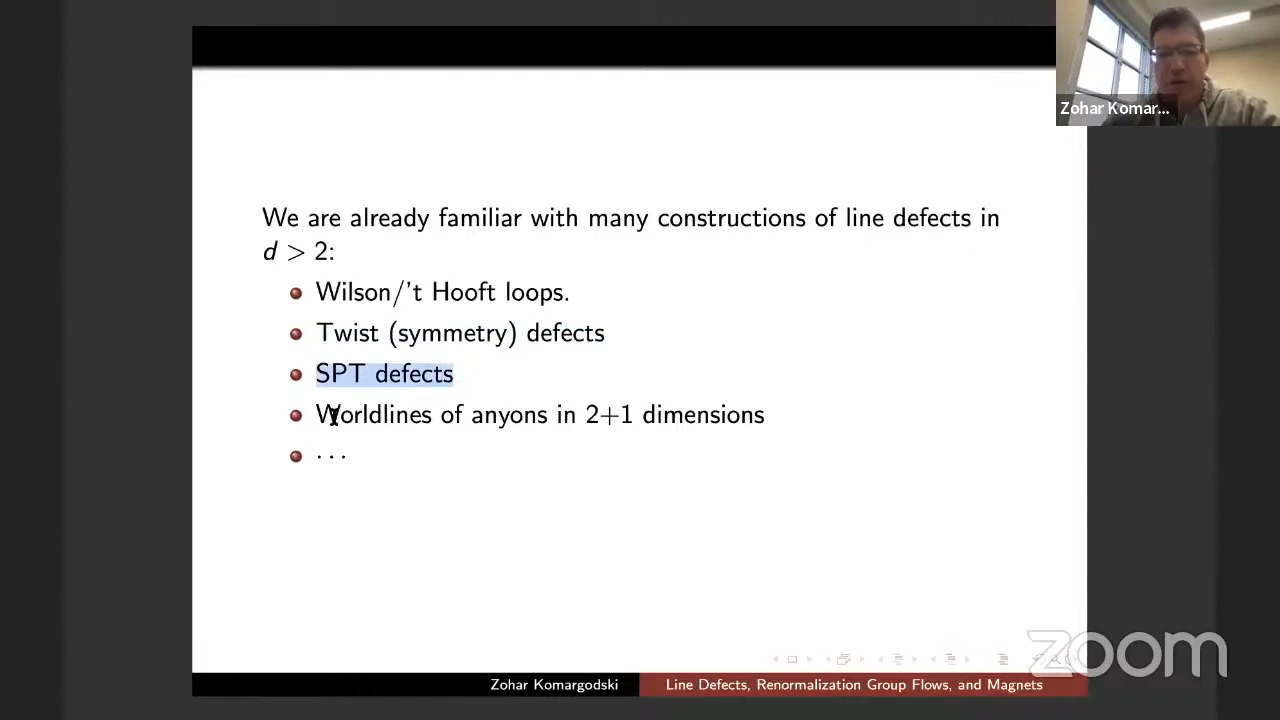 Zohar Komar...
We are already familiar with many constructions of line defects in
d > 2:
Wilson/'t Hooft loops.
Twist (symmetry) defects
SPT defects
Worldlines of anyons in 2+1 dimensions
...
zoom
Zohar Komargodski
Line Defects, Renormalization Group Flows, and Magnets